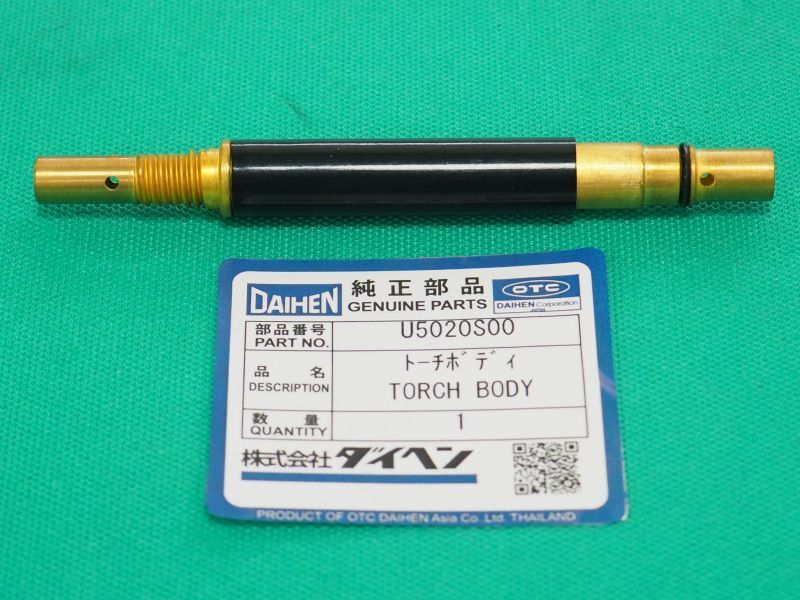 DAIHEN 純正部品 OTC
GENUINE PARTS DAIHEN Corporation
JAPAN
部品番号 U5020S00
PART NO.
品名 ﾄｰﾁﾎﾞﾃﾞｨ
DESCRIPTION TORCH BODY
数量 1
QUANTITY
株式会社ダイヘン
PRODUCT OF OTC DAIHEN Asia Co. Ltd. THAILAND